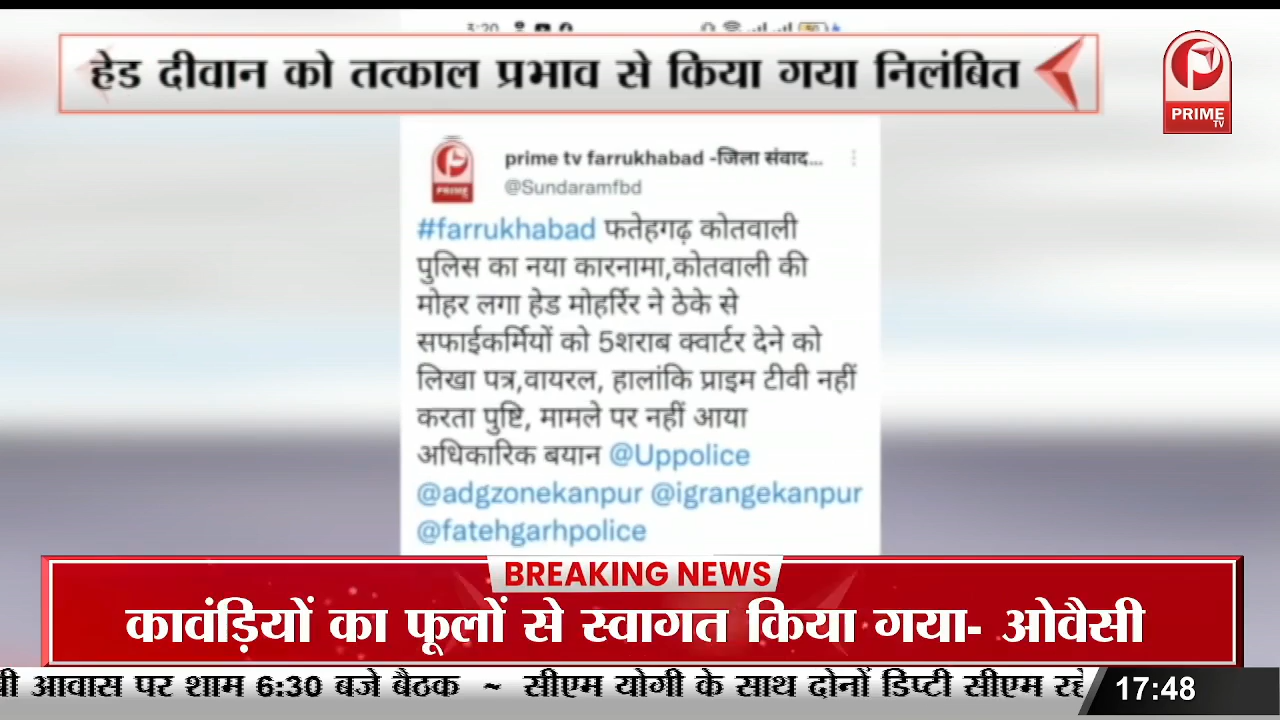 हेड दीवान को तत्काल प्रभाव से किया गया निलंबित
PRIME
TV
PRIME
prime tv farrukhabad -जिला संवाद...
@Sundaramfbd
#farrukhabad फतेहगढ़ कोतवाली
पुलिस का नया कारनामा,कोतवाली की
मोहर लगा हेड मोहर्रिर ने ठेके से
सफाईकर्मियों को 5शराब क्वार्टर देने को
लिखा पत्र,वायरल, हालांकि प्राइम टीवी नहीं
करता पुष्टि, मामले पर नहीं आया
अधिकारिक बयान @Uppolice
@adgzonekanpur @igrangekanpur
@fatehgarhpolice
BREAKING NEWS
कावंड़ियों का फूलों से स्वागत किया गया- ओवैसी
आवास पर शाम 6:30 बजे बैठक ~ सीएम योगी के साथ दोनों डिप्टी सीएम रहे
17:48